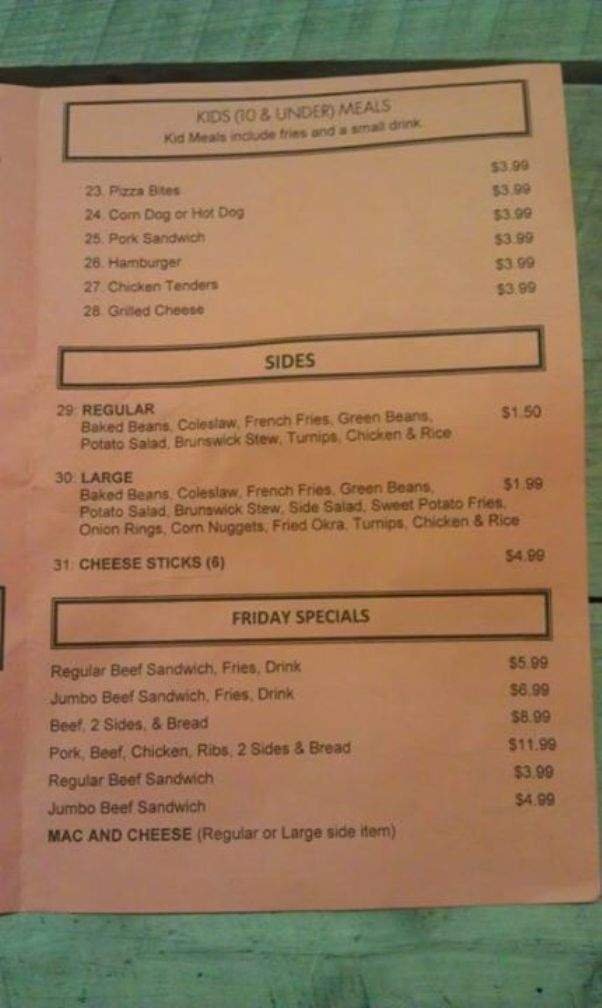 KIDS (10 & UNDER) MEALS
Kid Meals include fries and a small drink
$3.99
23. Pizza Bites $3.99
24. Corn Dog or Hot Dog $3.99
25. Pork Sandwich $3.99
26. Hamburger $3.99
27. Chicken Tenders $3.99
28. Grilled Cheese
SIDES
29. REGULAR $1.50
Baked Beans, Coleslaw, French Fries, Green Beans,
Potato Salad, Brunswick Stew, Turnips, Chicken & Rice
30. LARGE $1.99
Baked Beans, Coleslaw, French Fries, Green Beans,
Potato Salad, Brunswick Stew, Side Salad, Sweet Potato Fries,
Onion Rings, Corn Nuggets, Fried Okra, Turnips, Chicken & Rice
31. CHEESE STICKS (6) $4.99
FRIDAY SPECIALS
Regular Beef Sandwich, Fries, Drink $5.99
Jumbo Beef Sandwich, Fries, Drink $6.99
Beef, 2 Sides, & Bread $8.99
Pork, Beef, Chicken, Ribs, 2 Sides & Bread $11.99
Regular Beef Sandwich $3.99
Jumbo Beef Sandwich $4.99
MAC AND CHEESE (Regular or Large side item)